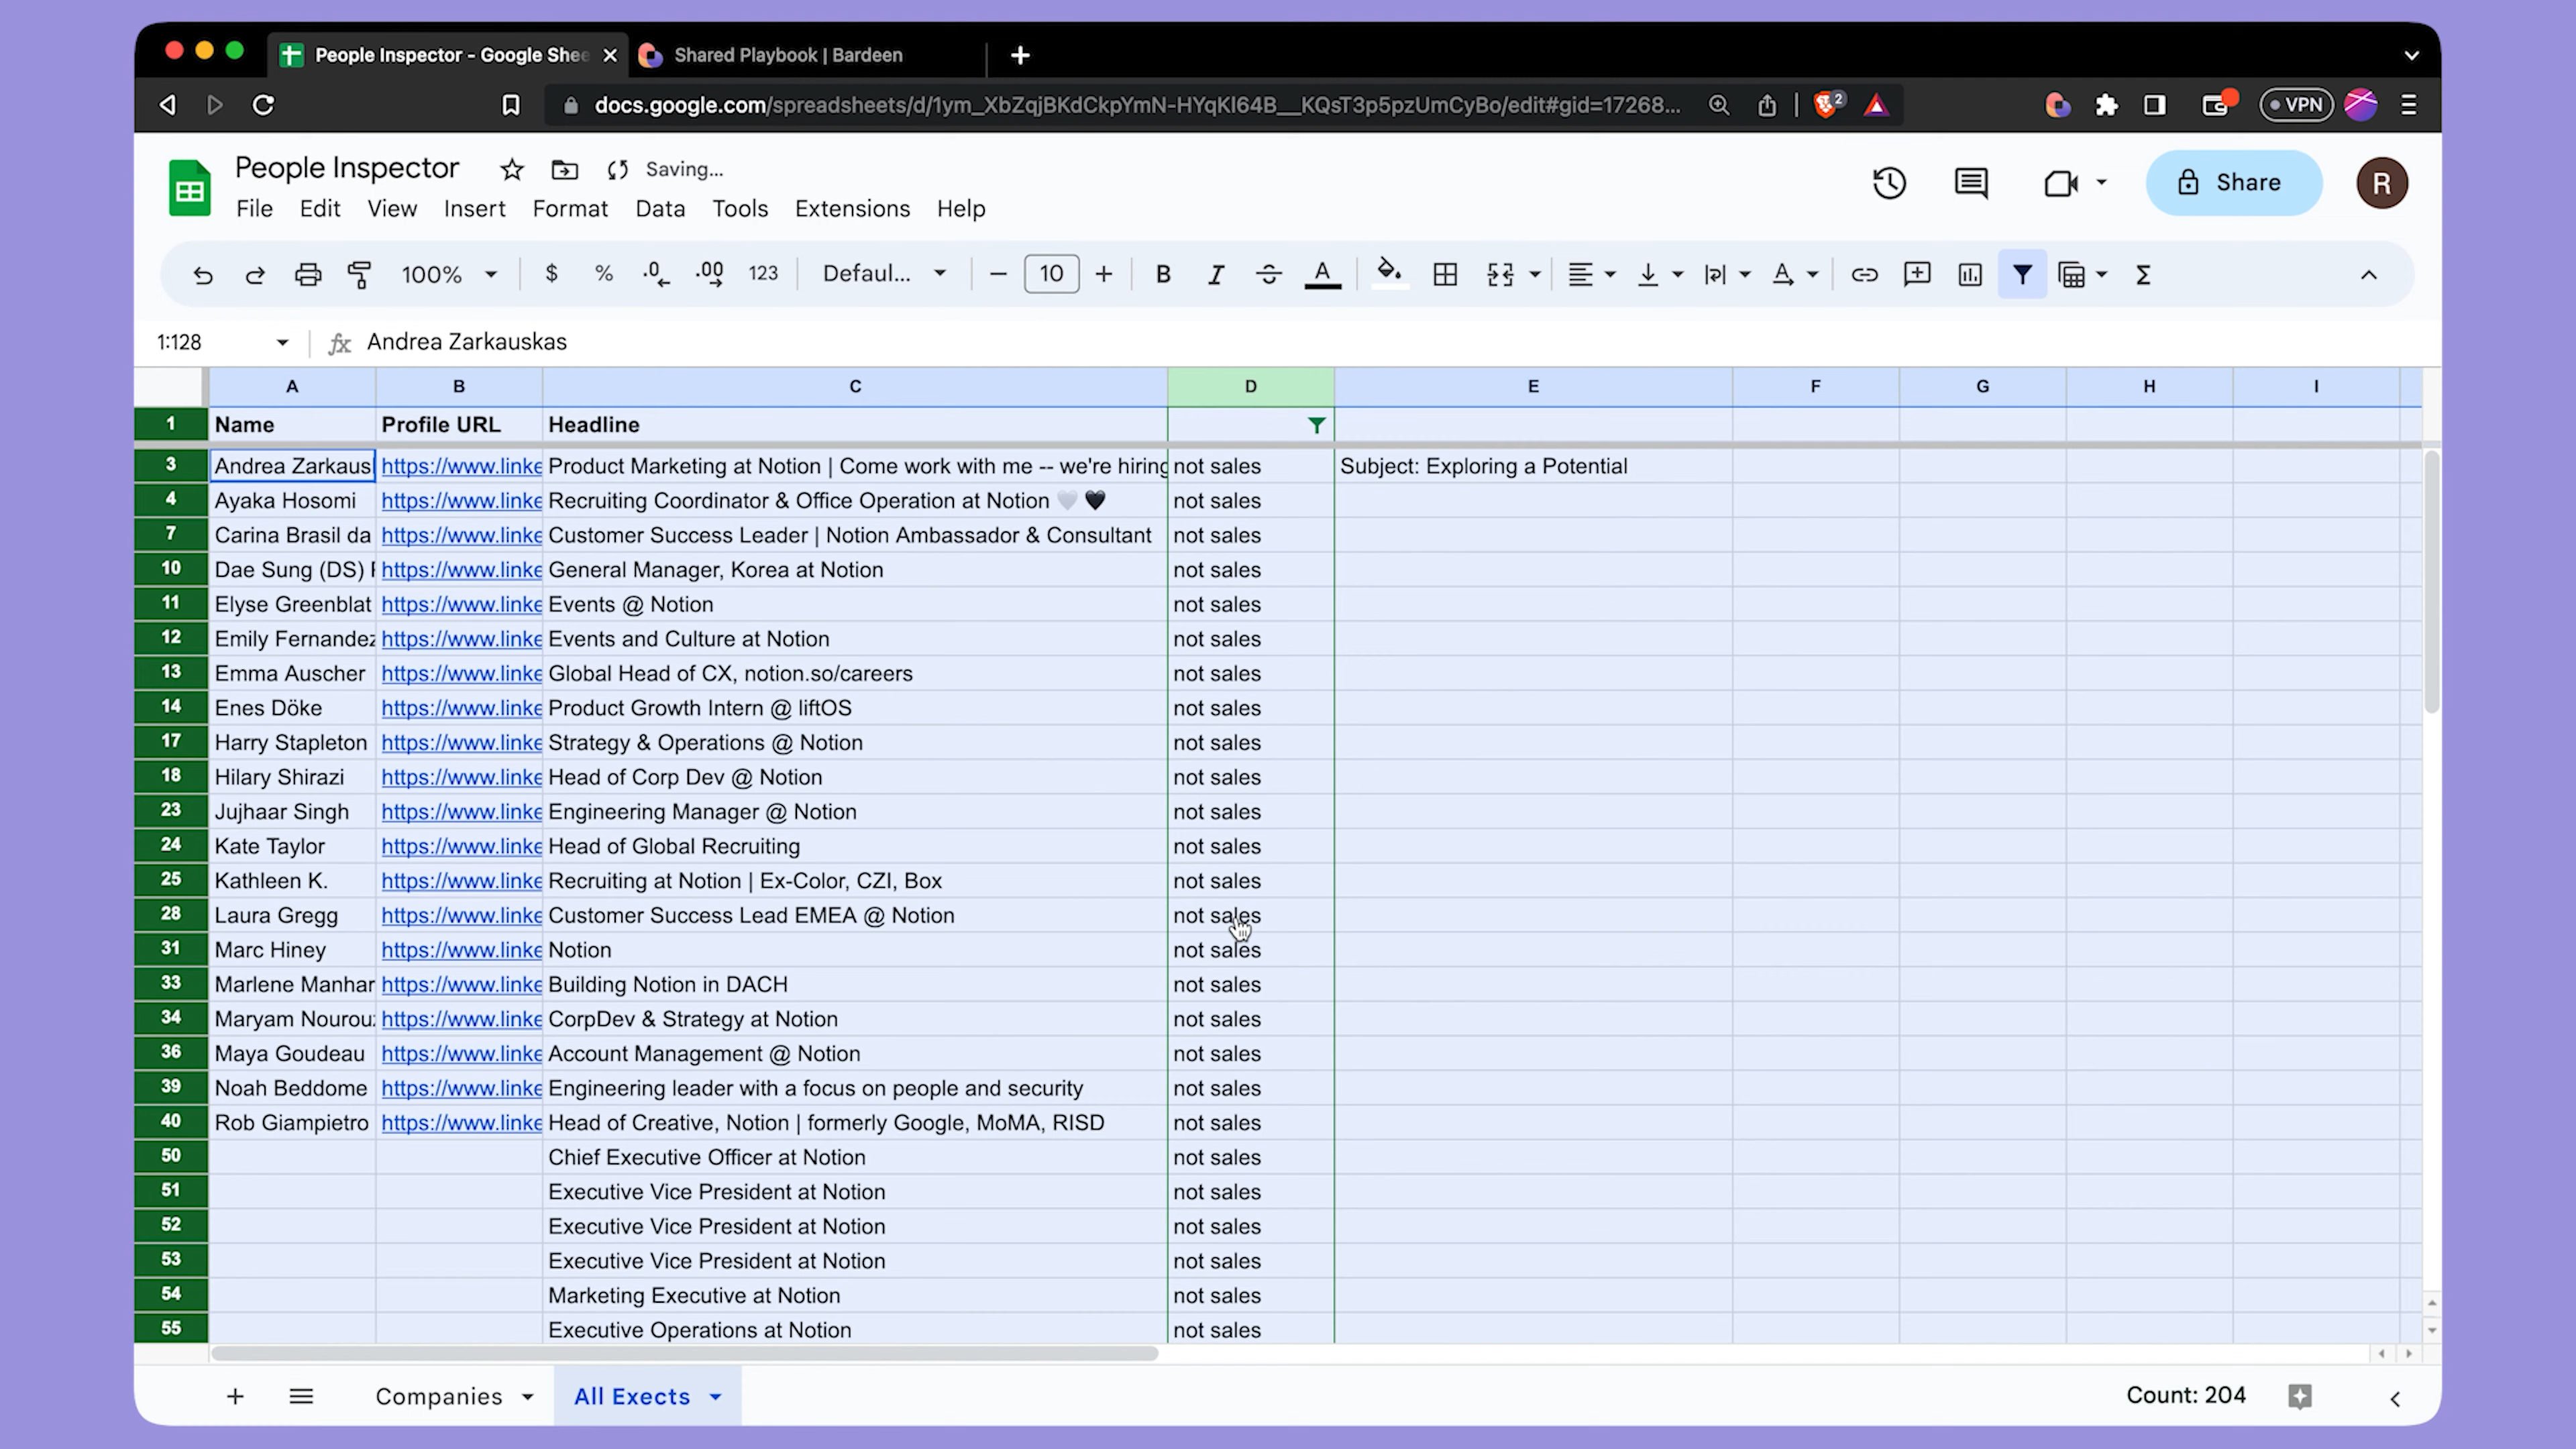 People Inspector - Google Shee
Shared Playbook | Bardeen
docs.google.com/spreadsheets/d/1ym_XbZqjBKdCkpYmN-HYqKI64B__KQsT3p5pzUmCyBo/edit#gid=17268...
2
VPN
People Inspector
Saving...
File Edit View Insert Format Data Tools Extensions Help
Share
R
100% $ % .0 .00 123 Defaul... 10 B I A
1:128 fx Andrea Zarkauskas
A B C D E F G H I
1 Name Profile URL Headline
3 Andrea Zarkaus https://www.linke Product Marketing at Notion | Come work with me -- we're hiring not sales Subject: Exploring a Potential
4 Ayaka Hosomi https://www.linke Recruiting Coordinator & Office Operation at Notion 🤍 🖤 not sales
7 Carina Brasil da https://www.linke Customer Success Leader | Notion Ambassador & Consultant not sales
10 Dae Sung (DS) https://www.linke General Manager, Korea at Notion not sales
11 Elyse Greenblat https://www.linke Events @ Notion not sales
12 Emily Fernandez https://www.linke Events and Culture at Notion not sales
13 Emma Auscher https://www.linke Global Head of CX, notion.so/careers not sales
14 Enes Döke https://www.linke Product Growth Intern @ liftOS not sales
17 Harry Stapleton https://www.linke Strategy & Operations @ Notion not sales
18 Hilary Shirazi https://www.linke Head of Corp Dev @ Notion not sales
23 Jujhaar Singh https://www.linke Engineering Manager @ Notion not sales
24 Kate Taylor https://www.linke Head of Global Recruiting not sales
25 Kathleen K. https://www.linke Recruiting at Notion | Ex-Color, CZI, Box not sales
28 Laura Gregg https://www.linke Customer Success Lead EMEA @ Notion not sales
31 Marc Hiney https://www.linke Notion not sales
33 Marlene Manhar https://www.linke Building Notion in DACH not sales
34 Maryam Nourouz https://www.linke CorpDev & Strategy at Notion not sales
36 Maya Goudeau https://www.linke Account Management @ Notion not sales
39 Noah Beddome https://www.linke Engineering leader with a focus on people and security not sales
40 Rob Giampietro https://www.linke Head of Creative, Notion | formerly Google, MoMA, RISD not sales
50 Chief Executive Officer at Notion not sales
51 Executive Vice President at Notion not sales
52 Executive Vice President at Notion not sales
53 Executive Vice President at Notion not sales
54 Marketing Executive at Notion not sales
55 Executive Operations at Notion not sales
Companies All Exects Count: 204